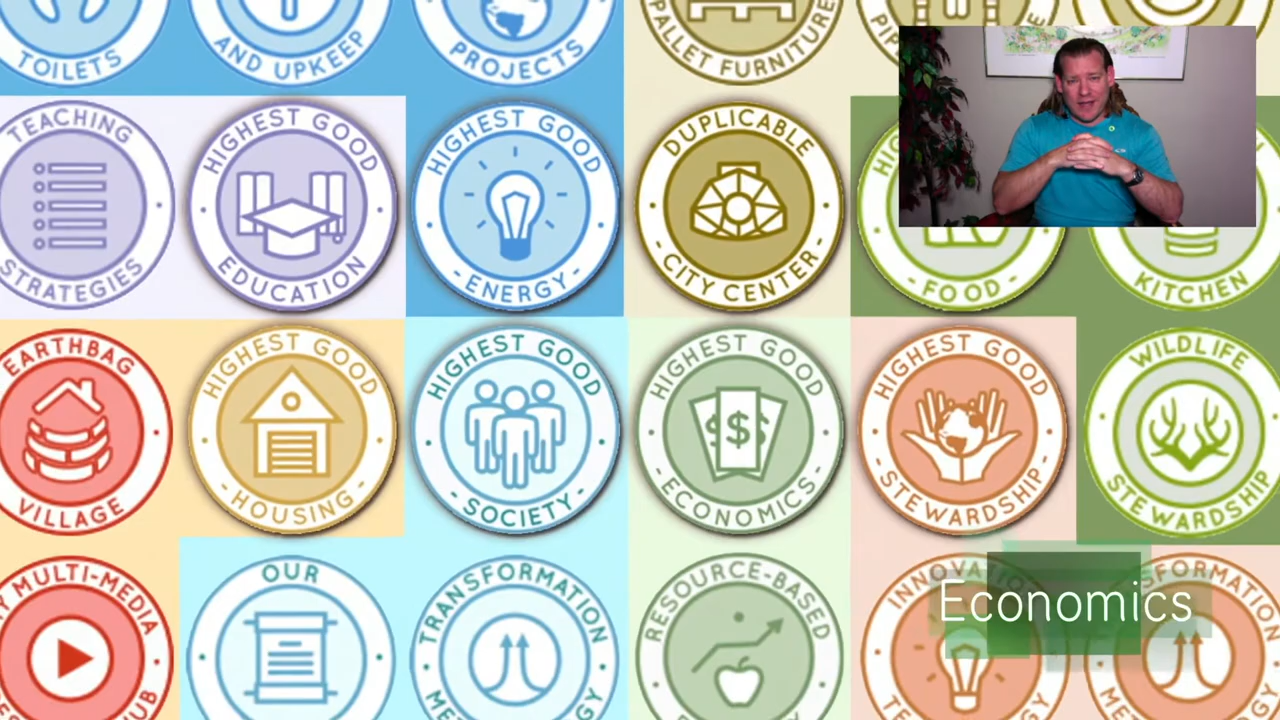 TOILETS
AND UPKEEP
PROJECTS
PALLET FURNITURE
TEACHING
STRATEGIES
HIGHEST GOOD
EDUCATION
HIGHEST GOOD
- ENERGY -
DUPLICABLE
- CITY CENTER -
- FOOD -
KITCHEN
EARTHBAG
VILLAGE
HIGHEST GOOD
- HOUSING -
HIGHEST GOOD
- SOCIETY -
HIGHEST GOOD
$$$
- ECONOMICS -
HIGHEST GOOD
- STEWARDSHIP -
WILDLIFE
STEWARDSHIP
MULTI-MEDIA
OUR
TRANSFORMATION
RESOURCE-BASED
Economics